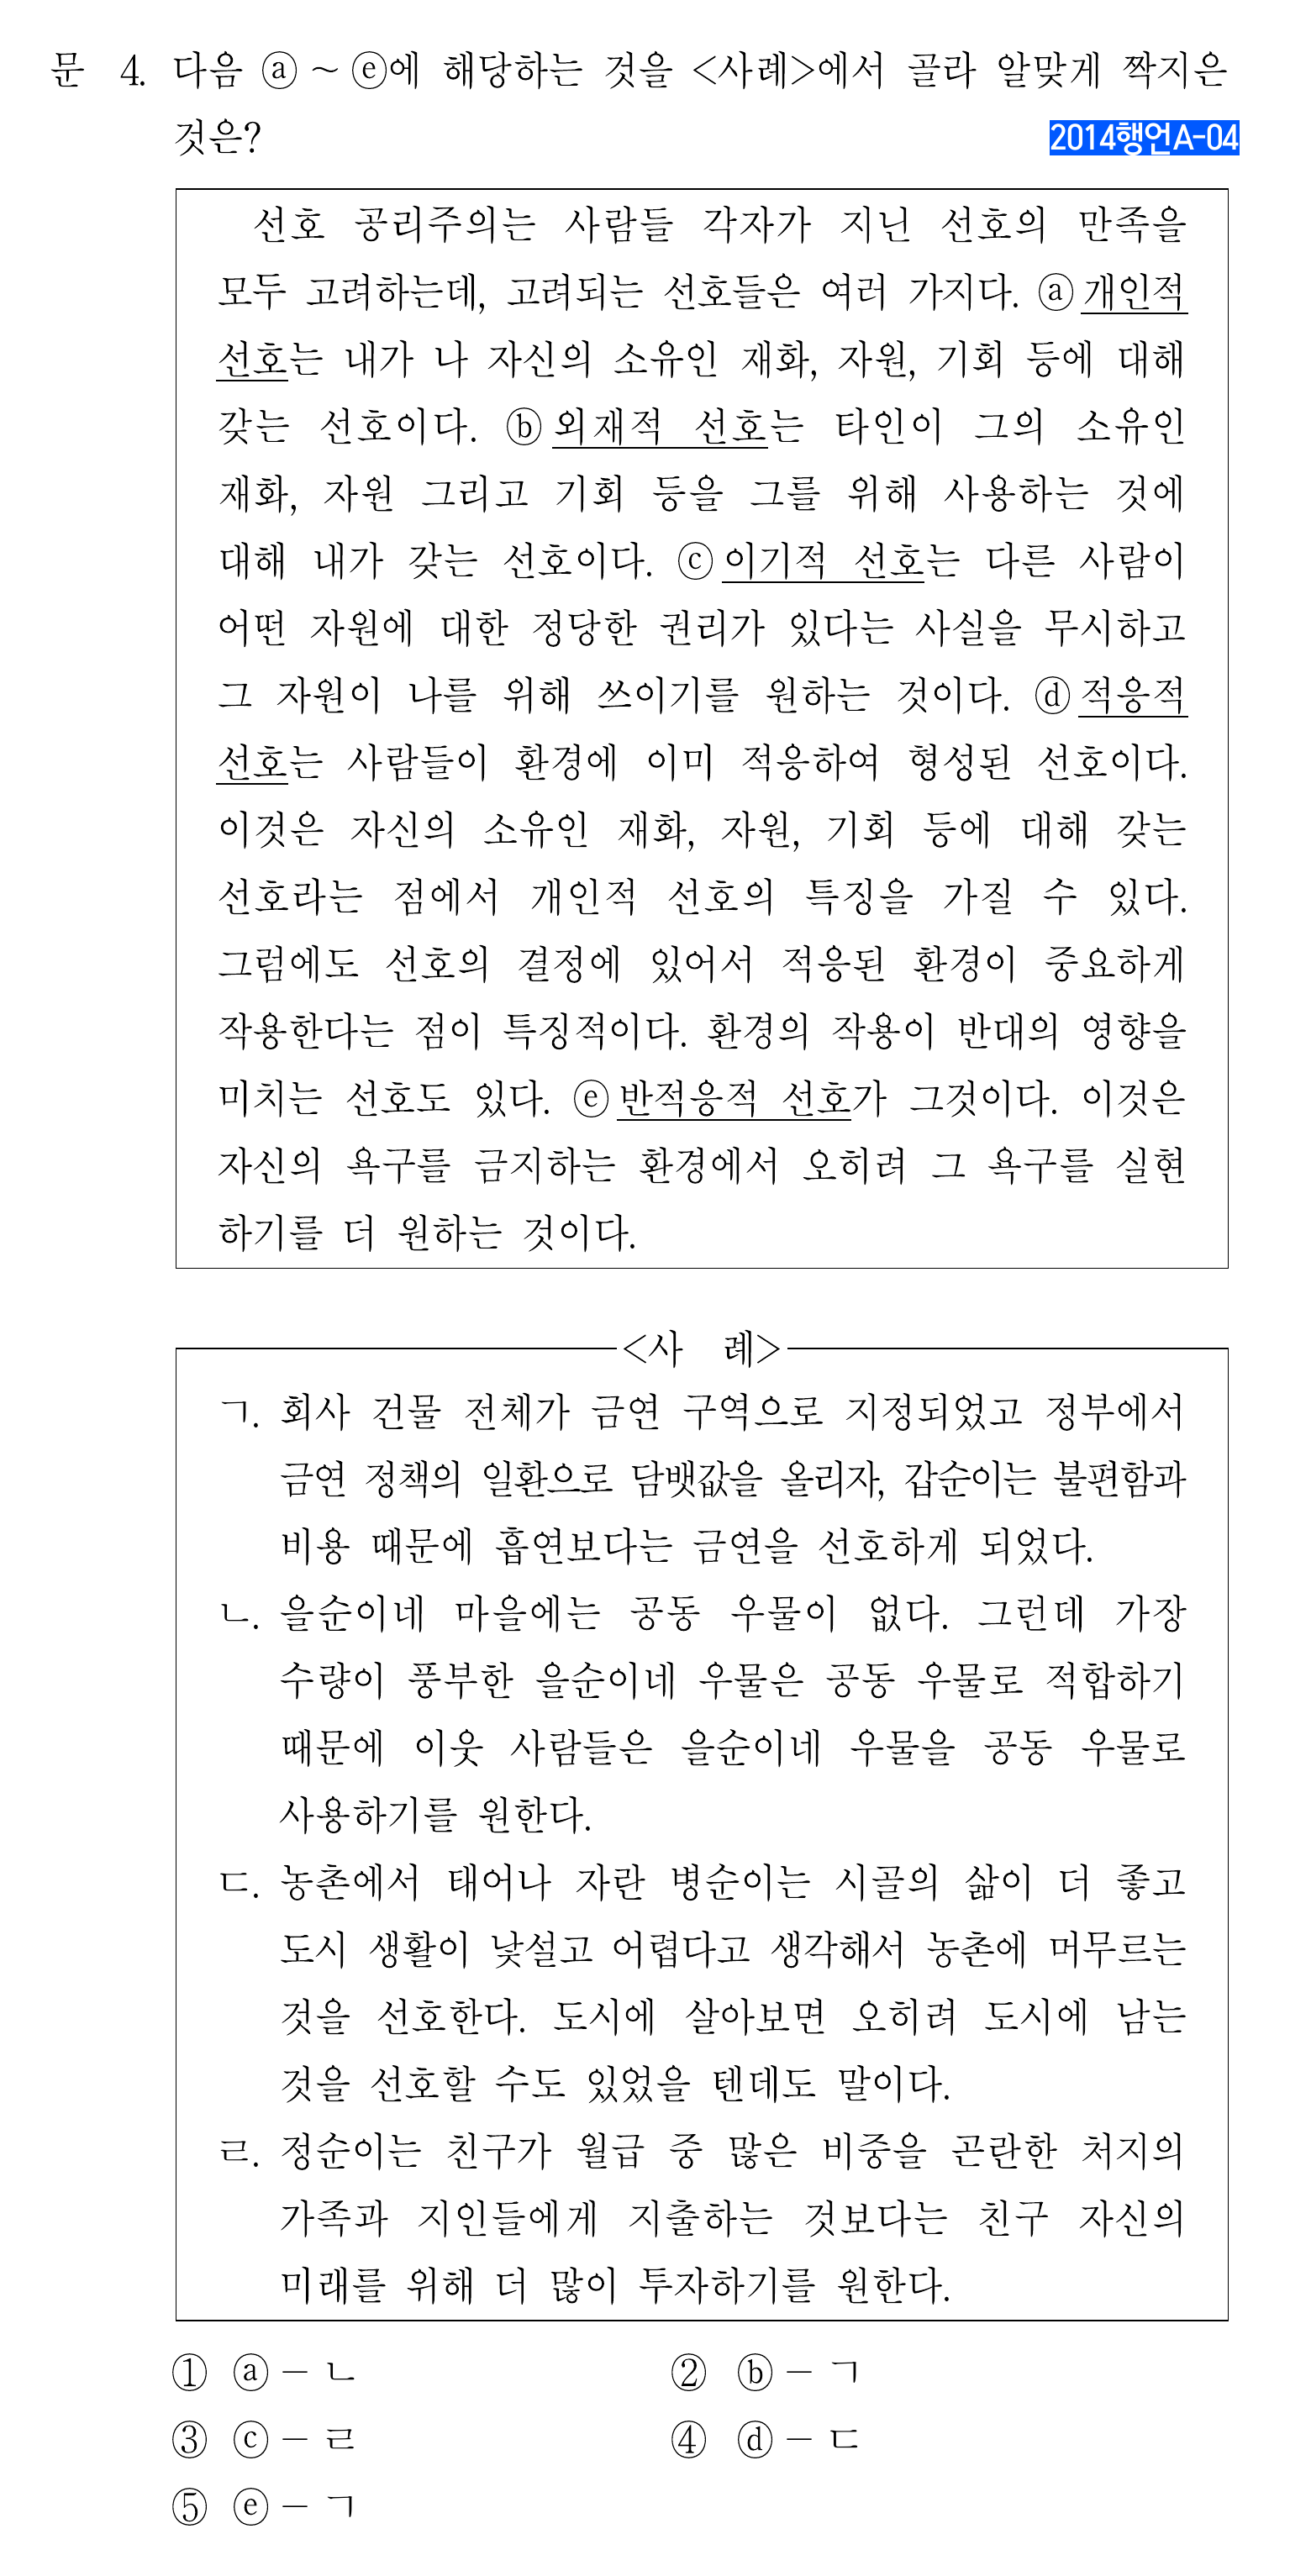 문 4. 다음 ⓐ ~ ⓔ에 해당하는 것을 <사례>에서 골라 알맞게 짝지은
것은?
2014행언A-04
선호 공리주의는 사람들 각자가 지닌 선호의 만족을
모두 고려하는데, 고려되는 선호들은 여러 가지다. ⓐ개인적
선호는 내가 나 자신의 소유인 재화, 자원, 기회 등에 대해
갖는 선호이다. ⓑ외재적 선호는 타인이 그의 소유인
재화, 자원 그리고 기회 등을 그를 위해 사용하는 것에
대해 내가 갖는 선호이다. ⓒ이기적 선호는 다른 사람이
어떤 자원에 대한 정당한 권리가 있다는 사실을 무시하고
그 자원이 나를 위해 쓰이기를 원하는 것이다. ⓓ적응적
선호는 사람들이 환경에 이미 적응하여 형성된 선호이다.
이것은 자신의 소유인 재화, 자원, 기회 등에 대해 갖는
선호라는 점에서 개인적 선호의 특징을 가질 수 있다.
그럼에도 선호의 결정에 있어서 적응된 환경이 중요하게
작용한다는 점이 특징적이다. 환경의 작용이 반대의 영향을
미치는 선호도 있다. ⓔ반적응적 선호가 그것이다. 이것은
자신의 욕구를 금지하는 환경에서 오히려 그 욕구를 실현
하기를 더 원하는 것이다.
<사 례>
ㄱ. 회사 건물 전체가 금연 구역으로 지정되었고 정부에서
금연 정책의 일환으로 담뱃값을 올리자, 갑순이는 불편함과
비용 때문에 흡연보다는 금연을 선호하게 되었다.
ㄴ. 을순이네 마을에는 공동 우물이 없다. 그런데 가장
수량이 풍부한 을순이네 우물은 공동 우물로 적합하기
때문에 이웃 사람들은 을순이네 우물을 공동 우물로
사용하기를 원한다.
ㄷ. 농촌에서 태어나 자란 병순이는 시골의 삶이 더 좋고
도시 생활이 낯설고 어렵다고 생각해서 농촌에 머무르는
것을 선호한다. 도시에 살아보면 오히려 도시에 남는
것을 선호할 수도 있었을 텐데도 말이다.
ㄹ. 정순이는 친구가 월급 중 많은 비중을 곤란한 처지의
가족과 지인들에게 지출하는 것보다는 친구 자신의
미래를 위해 더 많이 투자하기를 원한다.
① ⓐ - ㄴ ② ⓑ - ㄱ
③ ⓒ - ㄹ ④ ⓓ - ㄷ
⑤ ⓔ - ㄱ